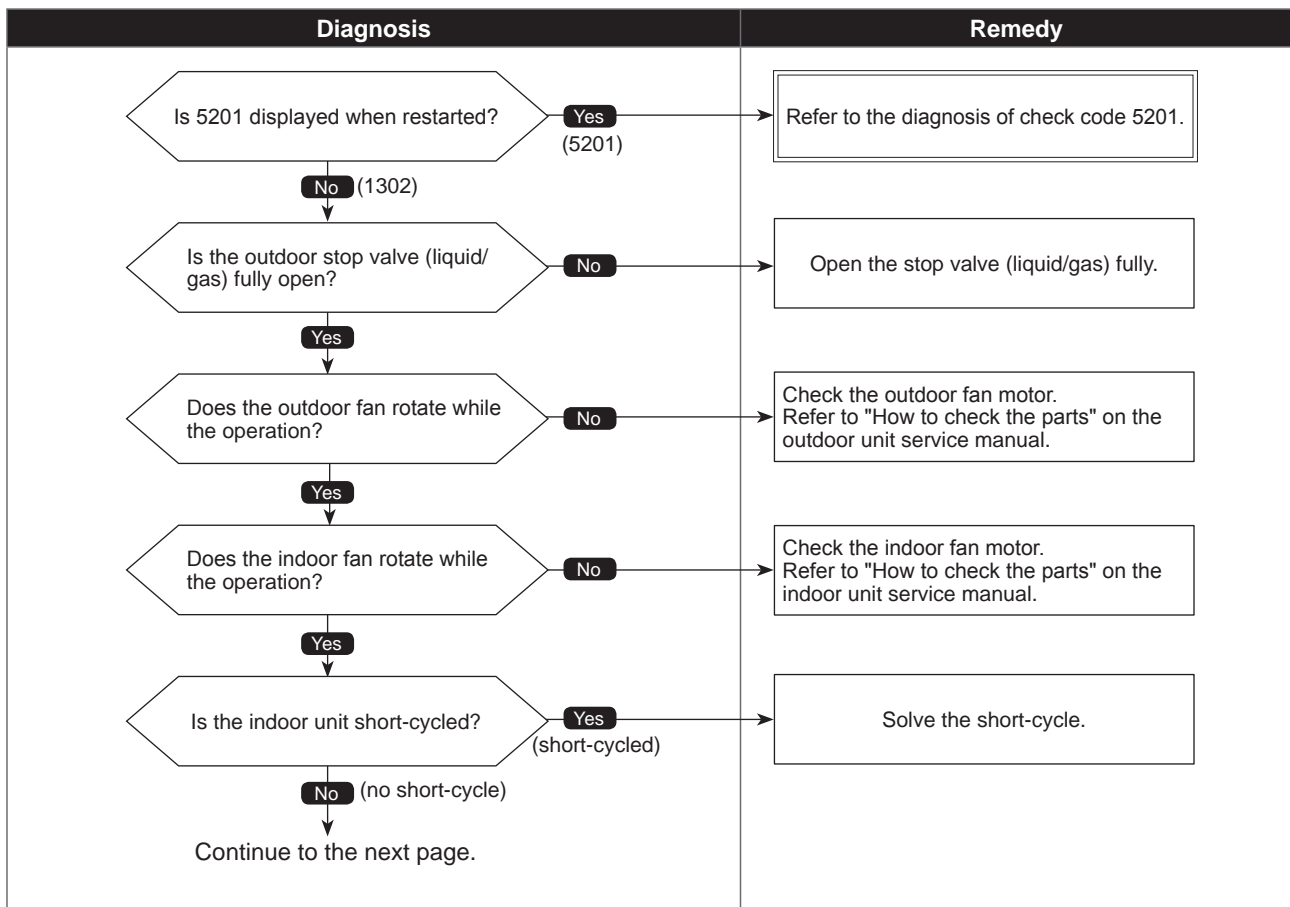 Diagnosis
Remedy
Is 5201 displayed when restarted?
Yes
(5201)
Refer to the diagnosis of check code 5201.
No (1302)
Is the outdoor stop valve (liquid/
gas) fully open?
No
Open the stop valve (liquid/gas) fully.
Yes
Does the outdoor fan rotate while
the operation?
No
Check the outdoor fan motor.
Refer to "How to check the parts" on the
outdoor unit service manual.
Yes
Does the indoor fan rotate while
the operation?
No
Check the indoor fan motor.
Refer to "How to check the parts" on the
indoor unit service manual.
Yes
Is the indoor unit short-cycled?
Yes
(short-cycled)
Solve the short-cycle.
No (no short-cycle)
Continue to the next page.